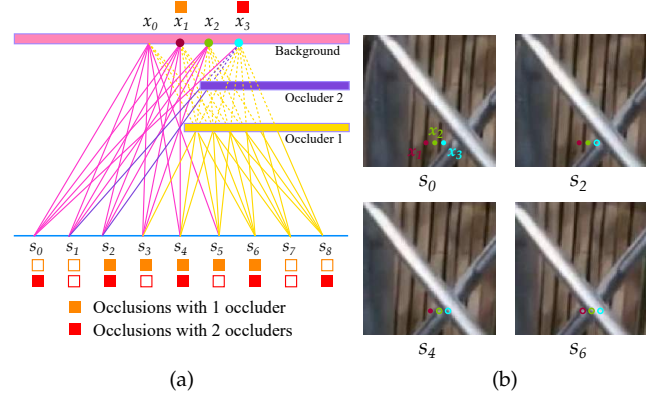 x0 x1 x2 x3
Background
Occluder 2
Occluder 1
s0 s1 s2 s3 s4 s5 s6 s7 s8
Occlusions with 1 occluder
Occlusions with 2 occluders
(a)
x2
x1 x3
s0 s2
s4 s6
(b)